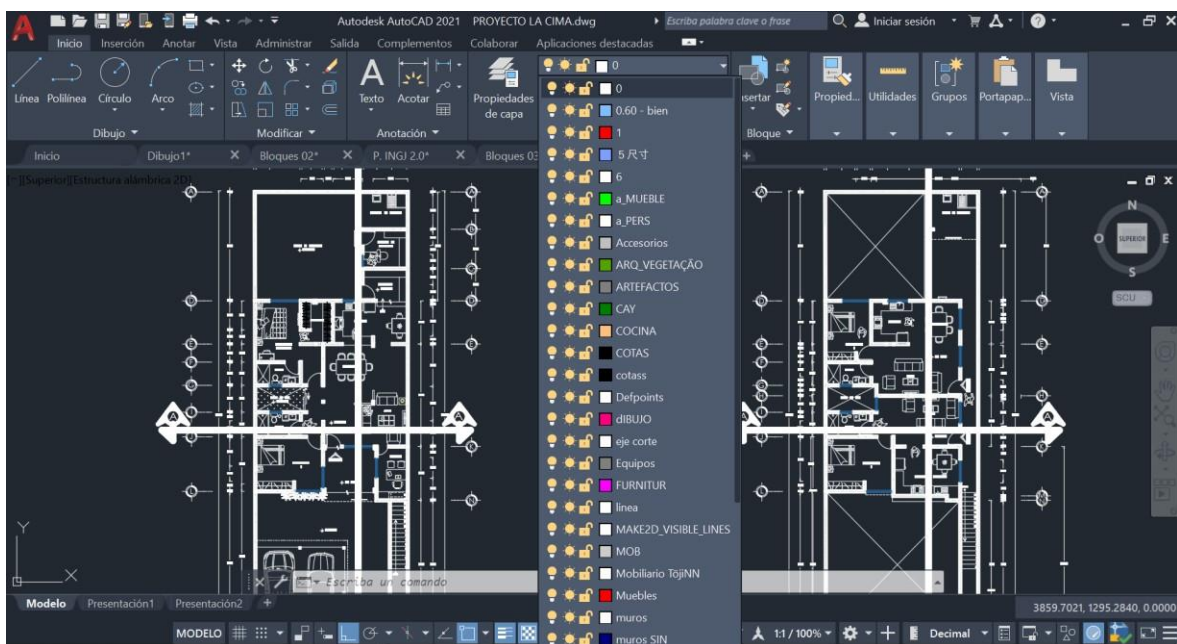 Autodesk AutoCAD 2021 PROYECTO LA CIMA.dwg
Escriba palabra clave o frase
Iniciar sesión
Inicio Inserción Anotar Vista Administrar Salida Complementos Colaborar Aplicaciones destacadas
Línea Polilínea Círculo Arco
Texto Acotar
Propiedades
de capa
0
Propied... Utilidades Grupos Portapap... Vista
Dibujo Modificar Anotación Bloque
Inicio Dibujo1* Bloques 02* P. INGJ 2.0* Bloques 03
[-][Superior][Estructura alámbrica 2D]
0
0.60 - bien
1
5 尺寸
6
a_MUEBLE
a_PERS
Accesorios
ARQ_VEGETAÇÃO
ARTEFACTOS
CAY
COCINA
COTAS
cotass
Defpoints
dIBUJO
eje corte
Equipos
FURNITUR
linea
MAKE2D_VISIBLE_LINES
MOB
Mobiliario TöjiNN
Muebles
muros
muros SIN
N
O SUPERIOR E
S
SCU
A A A A
Y
X
Escriba un comando
Modelo Presentación1 Presentación2 +
3859.7021, 1295.2840, 0.0000
MODELO
1:1 / 100%
Decimal